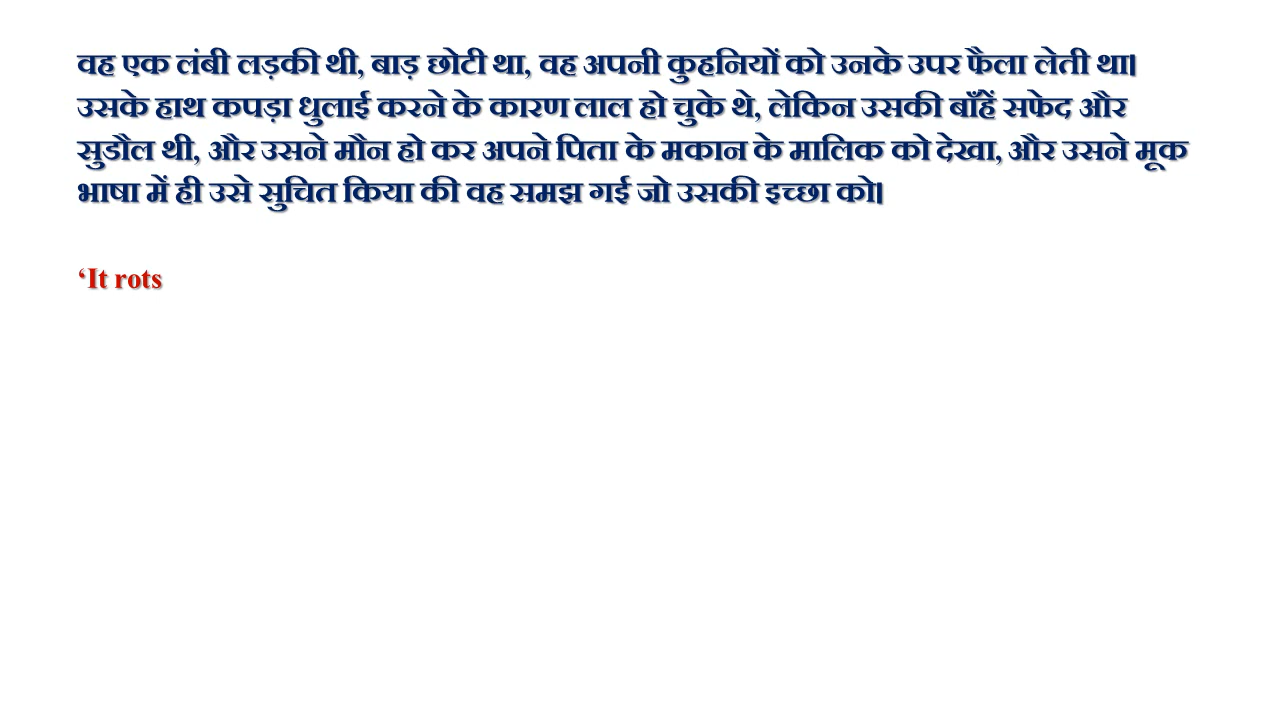 वह एक लंबी लड़की थी, बाड़ छोटी था, वह अपनी कुहनियों को उनके उपर फैला लेती था।
उसके हाथ कपड़ा धुलाई करने के कारण लाल हो चुके थे, लेकिन उसकी बाँहें सफेद और
सुडौल थी, और उसने मौन हो कर अपने पिता के मकान के मालिक को देखा, और उसने मूक
भाषा में ही उसे सुचित किया की वह समझ गई जो उसकी इच्छा को।
‘It rots